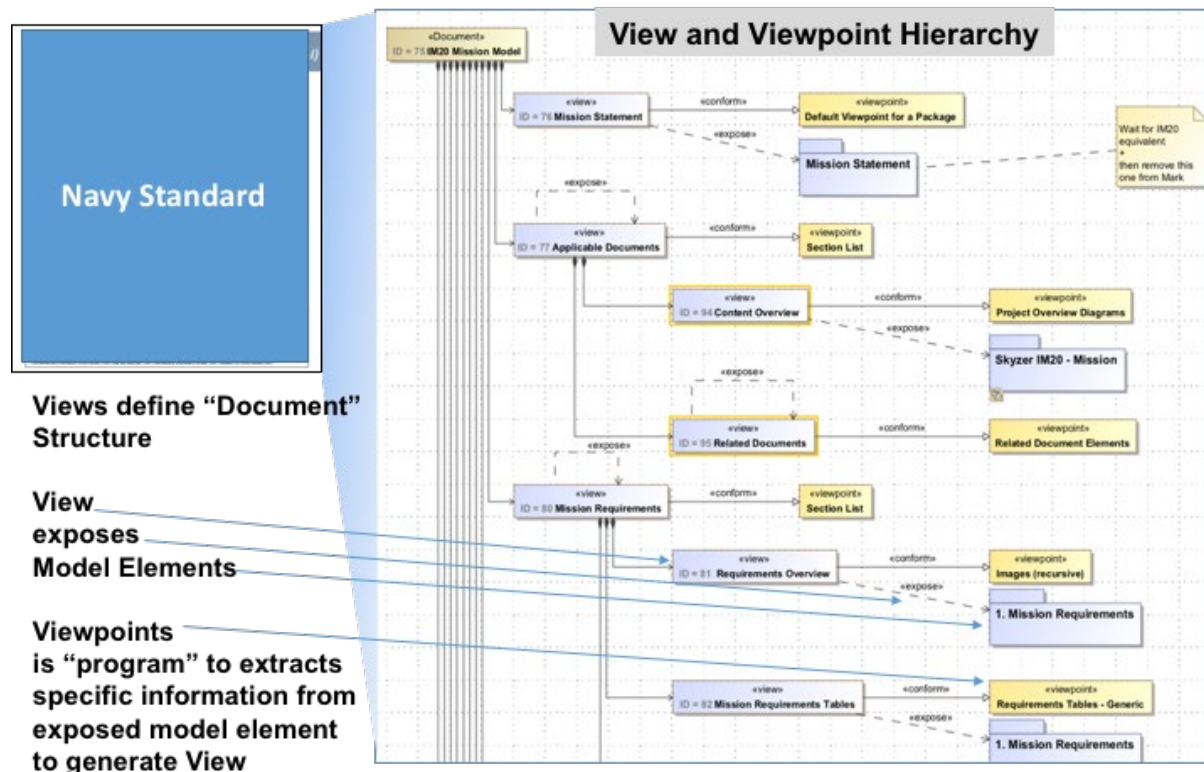 View and Viewpoint Hierarchy
Navy Standard
Views define “Document”
Structure
View
exposes
Model Elements
Viewpoints
is “program” to extracts
specific information from
exposed model element
to generate View
«Document»
ID = 75 IM20 Mission Model
«view»
ID = 76 Mission Statement
«conform»
«viewpoint»
Default Viewpoint for a Package
«expose»
Mission Statement
Wait for IM20
equivalent
+
then remove this
one from Mark
«expose»
«view»
ID = 77 Applicable Documents
«conform»
«viewpoint»
Section List
«view»
ID = 94 Content Overview
«conform»
«viewpoint»
Project Overview Diagrams
«expose»
Skyzer IM20 - Mission
«expose»
«view»
ID = 95 Related Documents
«conform»
«viewpoint»
Related Document Elements
«expose»
«view»
ID = 80 Mission Requirements
«conform»
«viewpoint»
Section List
«view»
ID = 81 Requirements Overview
«conform»
«viewpoint»
Images (recursive)
«expose»
1. Mission Requirements
«view»
ID = 82 Mission Requirements Tables
«conform»
«viewpoint»
Requirements Tables - Generic
«expose»
1. Mission Requirements